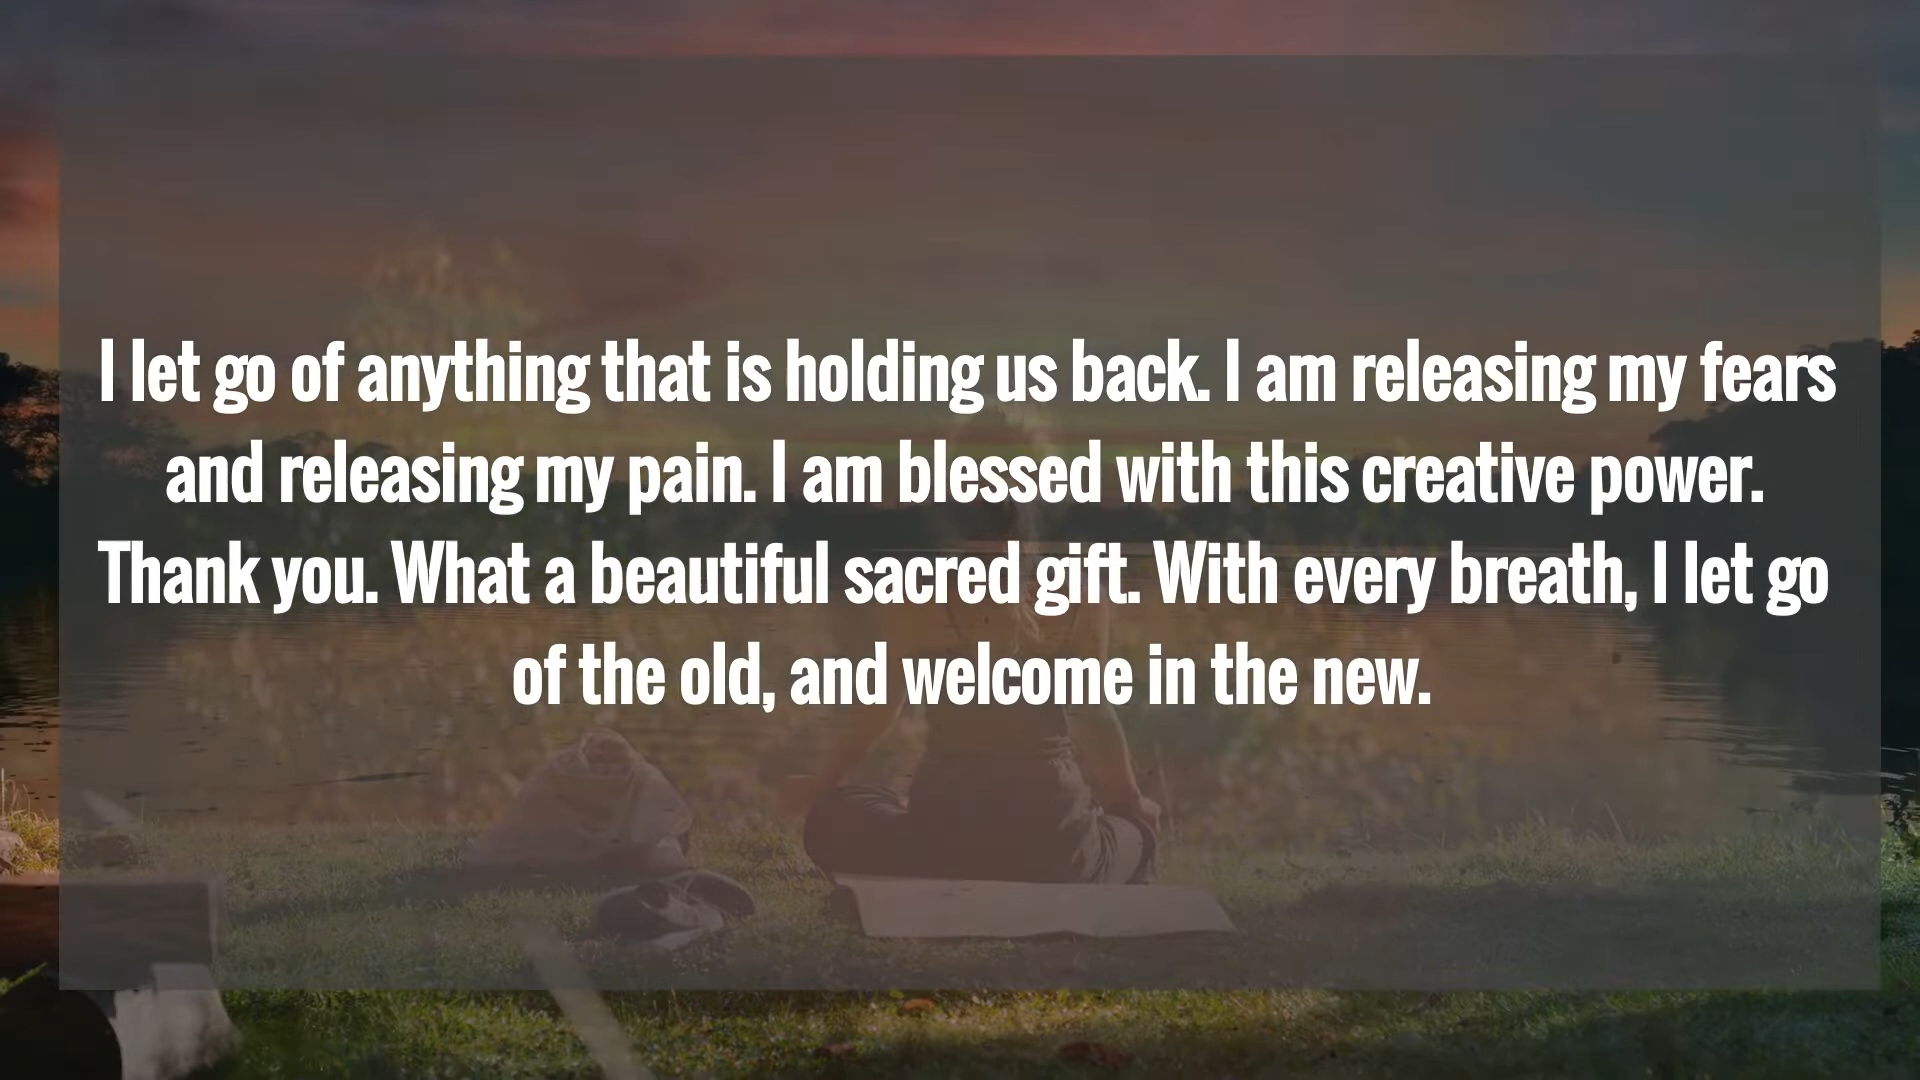 I let go of anything that is holding us back. I am releasing my fears
and releasing my pain. I am blessed with this creative power.
Thank you. What a beautiful sacred gift. With every breath, I let go
of the old, and welcome in the new.